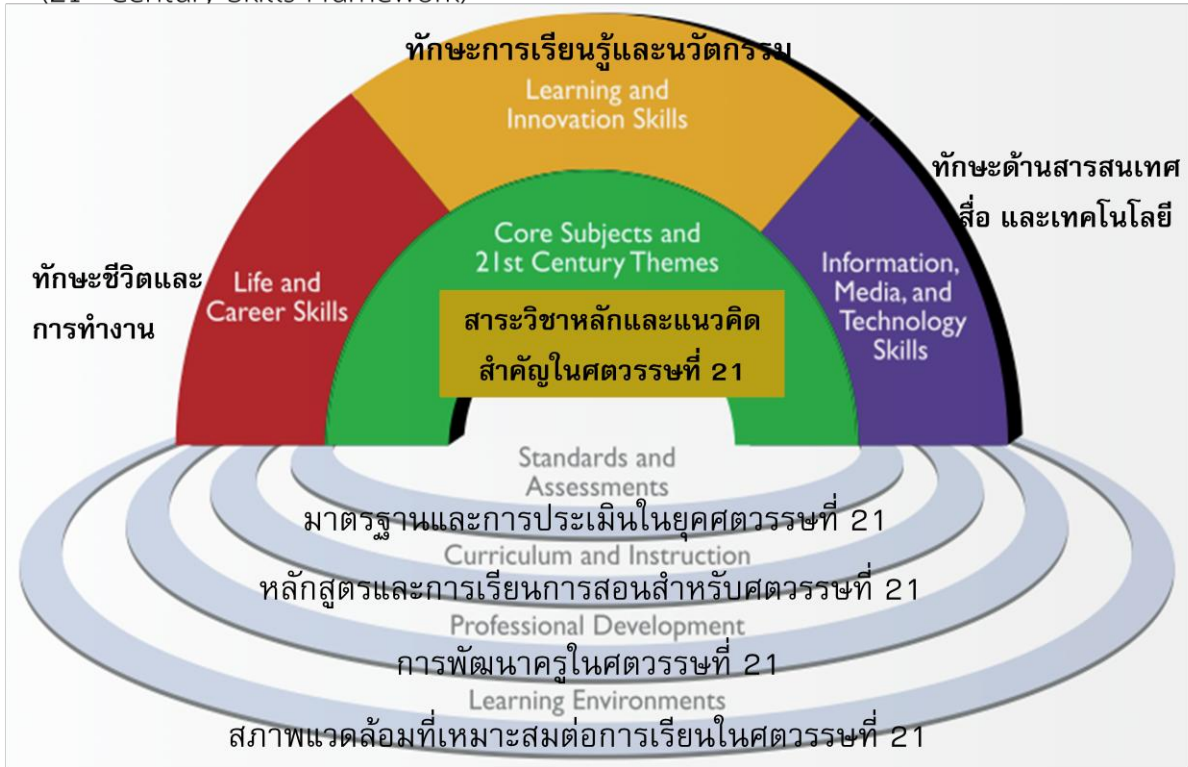 (21st Century Skills Framework)
ทักษะการเรียนรู้และนวัตกรรม
Learning and
Innovation Skills
ทักษะด้านสารสนเทศ
สื่อ และเทคโนโลยี
Core Subjects and
21st Century Themes
Information,
Media, and
Technology
Skills
ทักษะชีวิตและ
การทำงาน
Life and
Career Skills
สาระวิชาหลักและแนวคิด
สำคัญในศตวรรษที่ 21
Standards and
Assessments
มาตรฐานและการประเมินในยุคศตวรรษที่ 21
Curriculum and Instruction
หลักสูตรและการเรียนการสอนสำหรับศตวรรษที่ 21
Professional Development
การพัฒนาครูในศตวรรษที่ 21
Learning Environments
สภาพแวดล้อมที่เหมาะสมต่อการเรียนในศตวรรษที่ 21